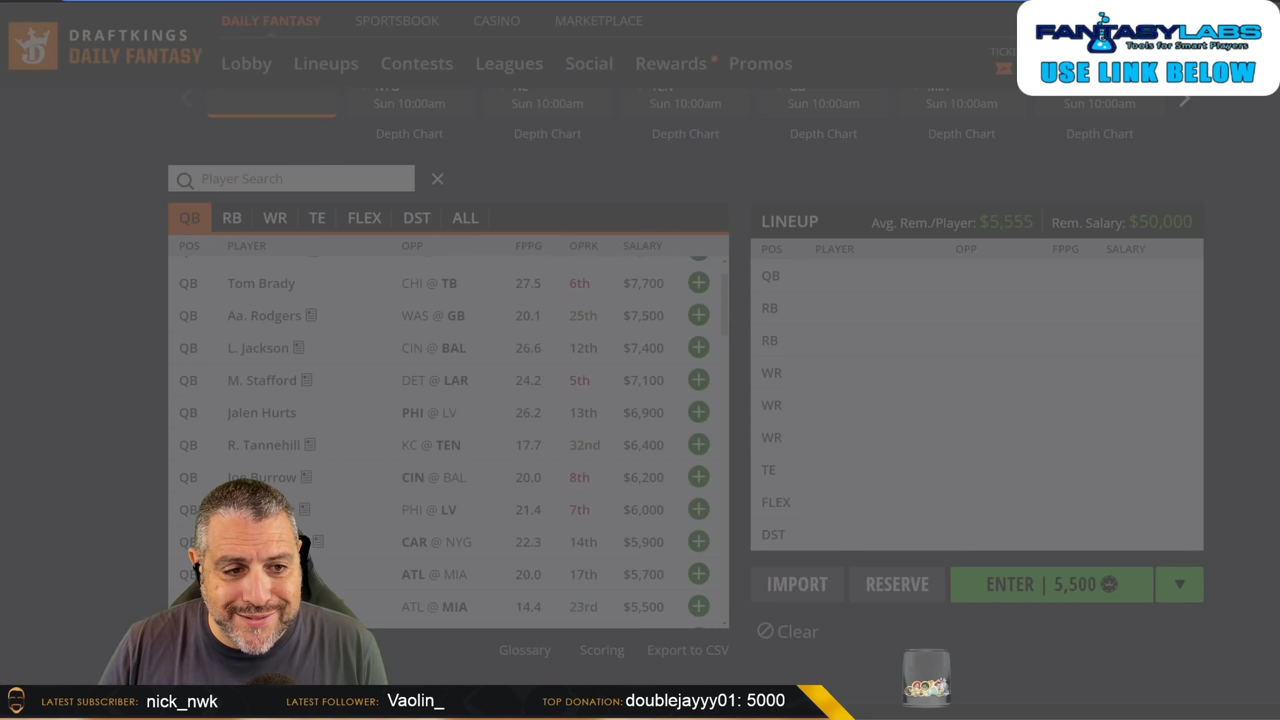 DRAFTKINGS
DAILY FANTASY
DAILY FANTASY SPORTSBOOK CASINO MARKETPLACE
Lobby Lineups Contests Leagues Social Rewards Promos
FANTASYLABS
Tools for Smart Players
USE LINK BELOW
Sun 10:00am Sun 10:00am Sun 10:00am Sun 10:00am Sun 10:00am Sun 10:00am
Depth Chart Depth Chart Depth Chart Depth Chart Depth Chart Depth Chart
Player Search
QB RB WR TE FLEX DST ALL
POS PLAYER OPP FPPG OPRK SALARY
QB Tom Brady CHI @ TB 27.5 6th $7,700
QB Aa. Rodgers WAS @ GB 20.1 25th $7,500
QB L. Jackson CIN @ BAL 26.6 12th $7,400
QB M. Stafford DET @ LAR 24.2 5th $7,100
QB Jalen Hurts PHI @ LV 26.2 13th $6,900
QB R. Tannehill KC @ TEN 17.7 32nd $6,400
QB Joe Burrow CIN @ BAL 20.0 8th $6,200
QB PHI @ LV 21.4 7th $6,000
CAR @ NYG 22.3 14th $5,900
ATL @ MIA 20.0 17th $5,700
ATL @ MIA 14.4 23rd $5,500
Glossary Scoring Export to CSV
LINEUP Avg. Rem./Player: $5,555 Rem. Salary: $50,000
POS PLAYER OPP FPPG SALARY
QB
RB
RB
WR
WR
WR
TE
FLEX
DST
IMPORT RESERVE ENTER | 5,500
Clear
LATEST SUBSCRIBER: nick_nwk LATEST FOLLOWER: Vaolin_ TOP DONATION: doublejayyy01: 5000